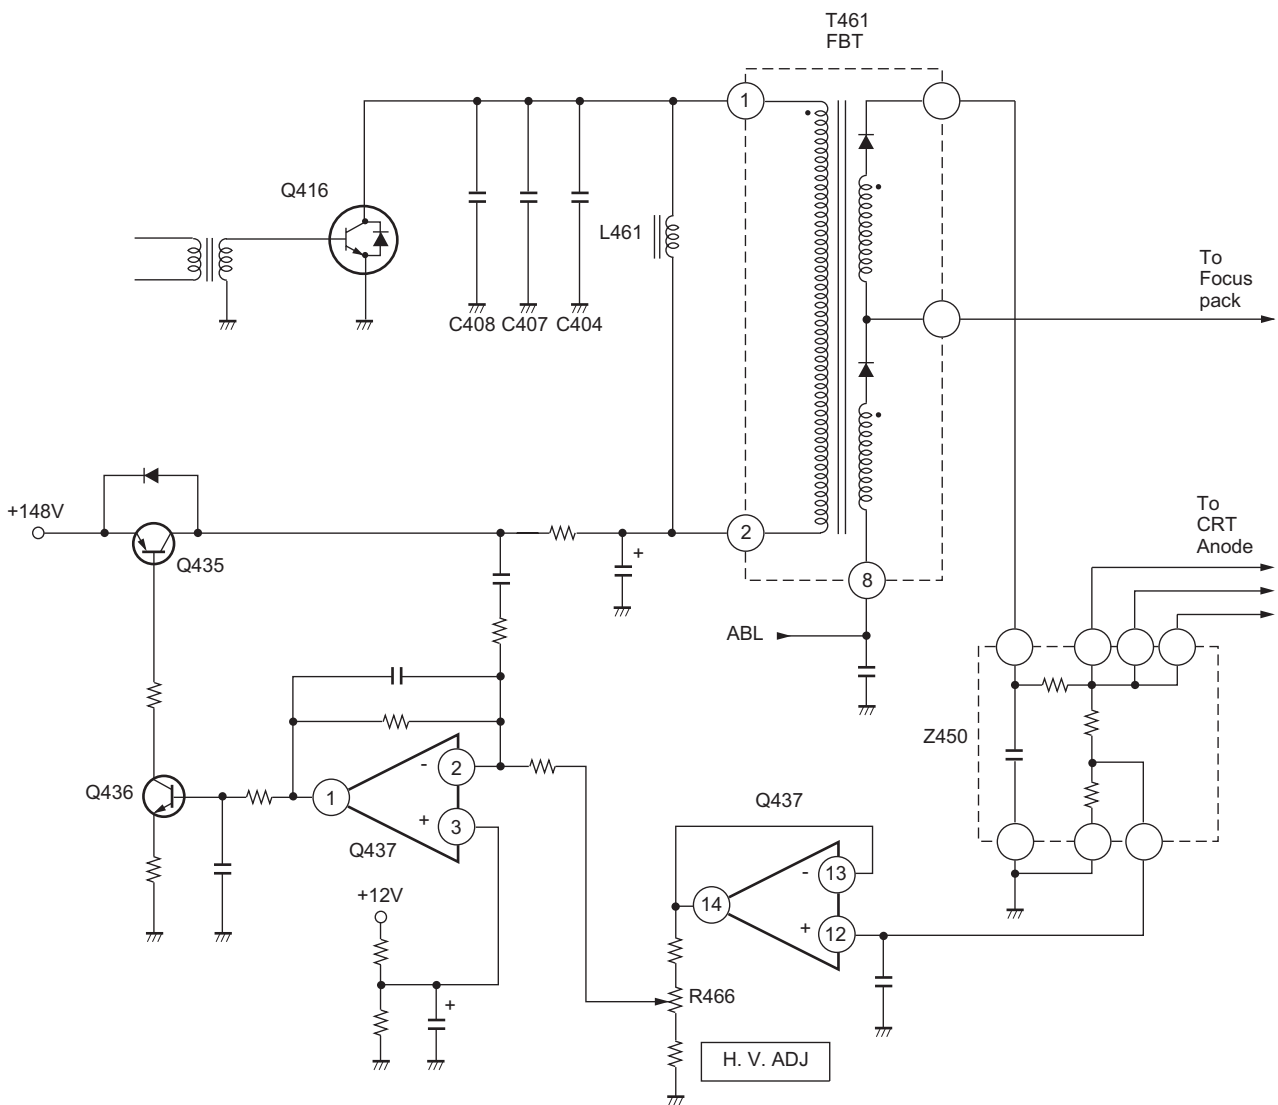 T461
FBT
1
Q416
L461
To
Focus
pack
C408 C407 C404
+148V
Q435
+
2
To
CRT
Anode
8
ABL
Z450
Q436
1
-
2
+
3
Q437
Q437
+12V
14
-
13
+
12
+
R466
H. V. ADJ